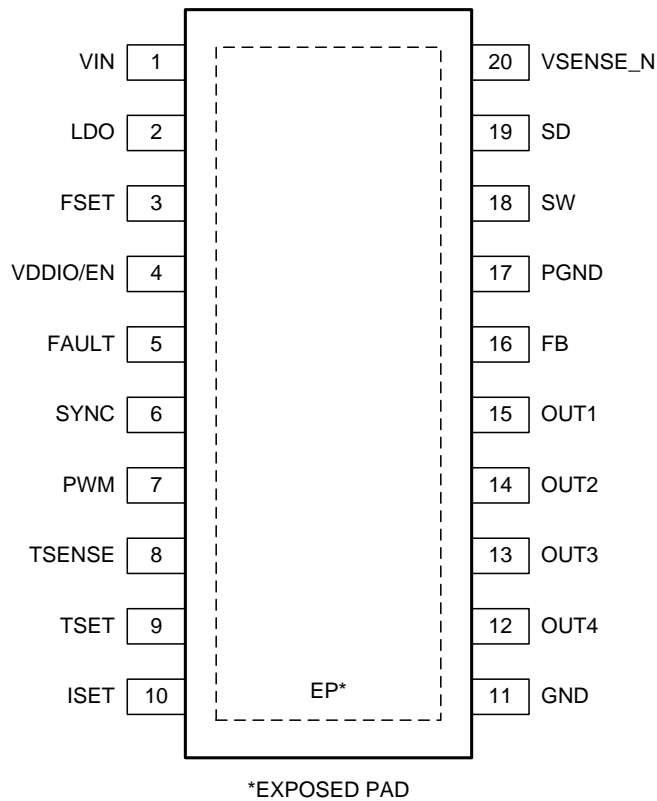 VIN 1 20 VSENSE_N
LDO 2 19 SD
FSET 3 18 SW
VDDIO/EN 4 17 PGND
FAULT 5 16 FB
SYNC 6 15 OUT1
PWM 7 14 OUT2
TSENSE 8 13 OUT3
TSET 9 12 OUT4
ISET 10 EP* 11 GND
*EXPOSED PAD